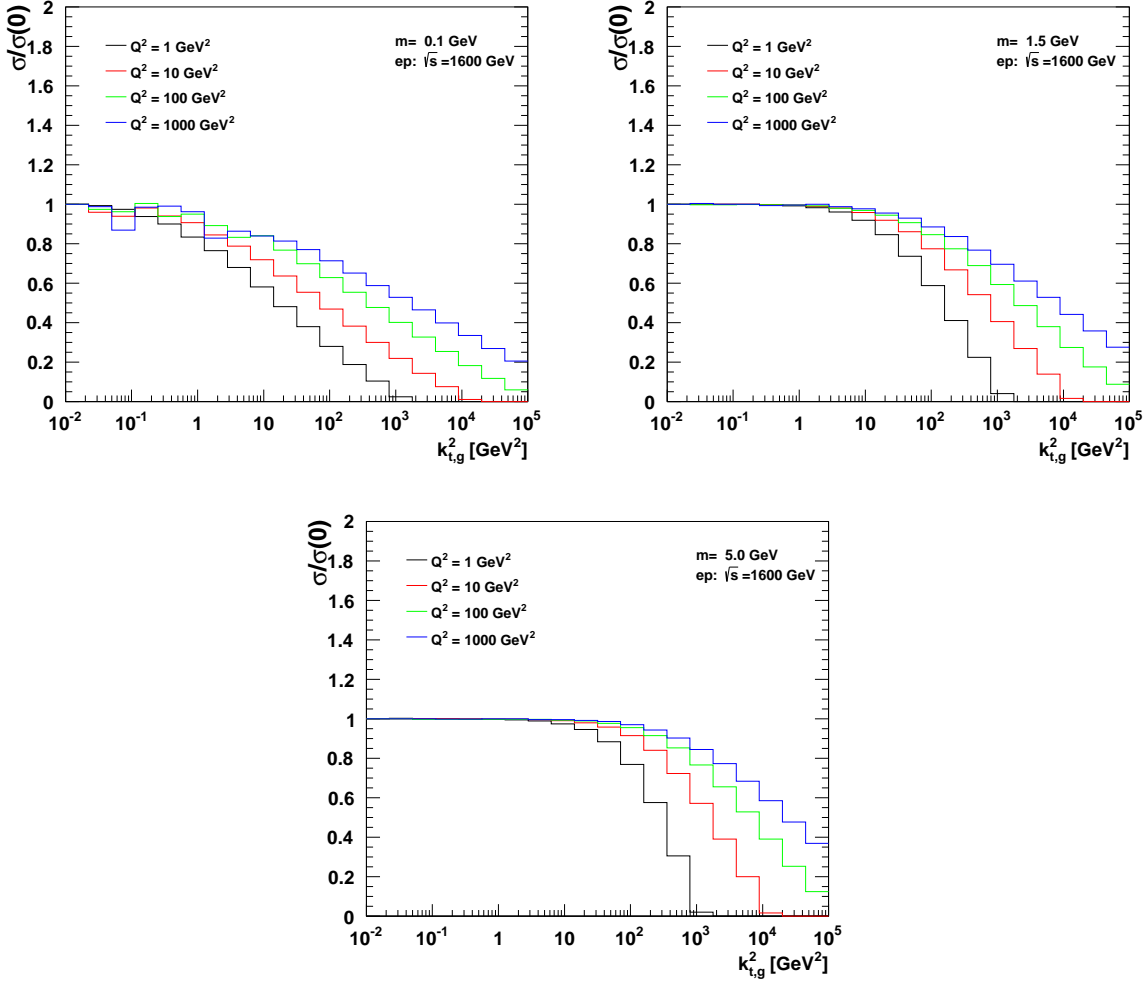 σ/σ(0)
2
1.8
1.6
1.4
1.2
1
0.8
0.6
0.4
0.2
0
Q² = 1 GeV²
Q² = 10 GeV²
Q² = 100 GeV²
Q² = 1000 GeV²
m= 0.1 GeV
ep: √s =1600 GeV
10⁻² 10⁻¹ 1 10 10² 10³ 10⁴ 10⁵
k²t,g [GeV²]
σ/σ(0)
2
1.8
1.6
1.4
1.2
1
0.8
0.6
0.4
0.2
0
Q² = 1 GeV²
Q² = 10 GeV²
Q² = 100 GeV²
Q² = 1000 GeV²
m= 1.5 GeV
ep: √s =1600 GeV
10⁻² 10⁻¹ 1 10 10² 10³ 10⁴ 10⁵
k²t,g [GeV²]
σ/σ(0)
2
1.8
1.6
1.4
1.2
1
0.8
0.6
0.4
0.2
0
Q² = 1 GeV²
Q² = 10 GeV²
Q² = 100 GeV²
Q² = 1000 GeV²
m= 5.0 GeV
ep: √s =1600 GeV
10⁻² 10⁻¹ 1 10 10² 10³ 10⁴ 10⁵
k²t,g [GeV²]